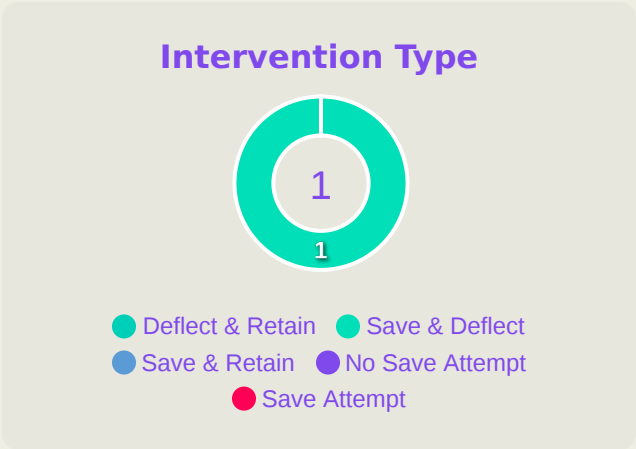 Intervention Type
1
1
Deflect & Retain Save & Deflect
Save & Retain No Save Attempt
Save Attempt